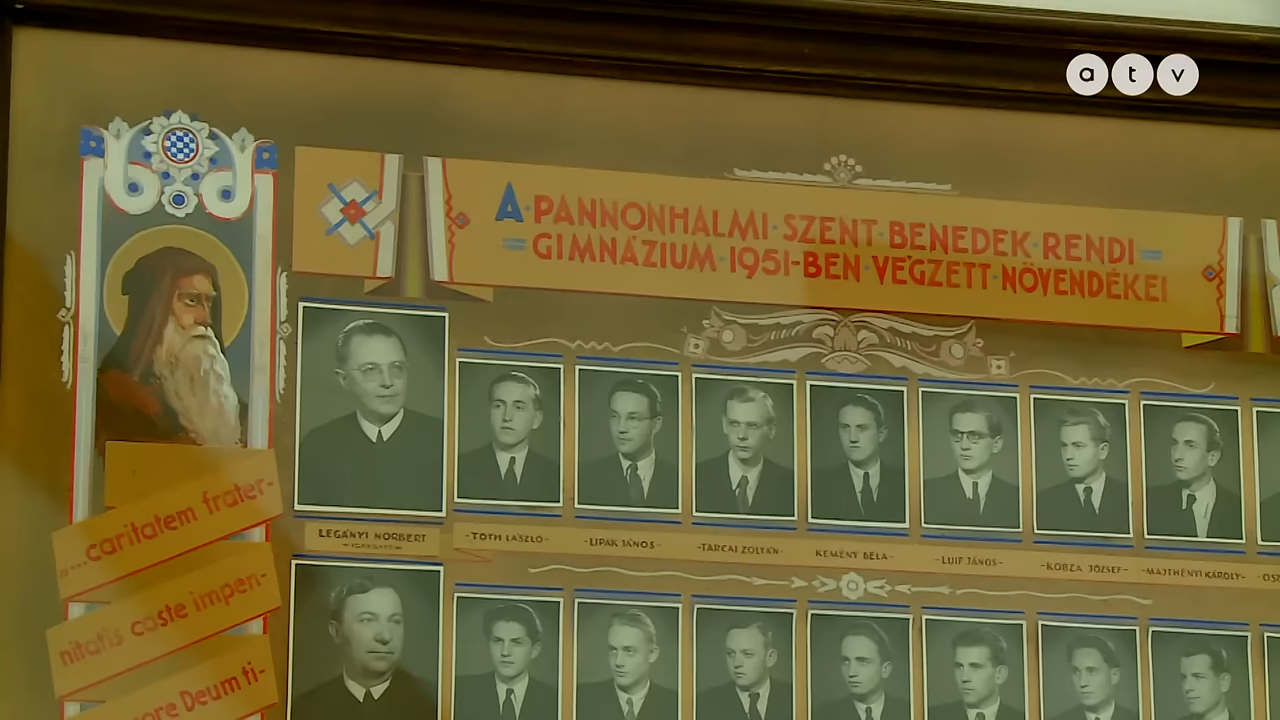 atv
A·PANNONHALMI·SZENT·BENEDEK·RENDI
GIMNÁZIUM·1951-BEN·VÉGZETT·NÖVENDÉKEI
LEGÁNYI NORBERT
-TÓTH LÁSZLÓ-
-LIPÁK JÁNOS-
-TARCAI ZOLTÁN-
KEMÉNY BÉLA-
-LUIF JÁNOS-
-KOBZA JÓZSEF-
-MAJTHÉNYI KÁROLY-
„...caritatem frater-
nitatis caste impen-
Deum ti-